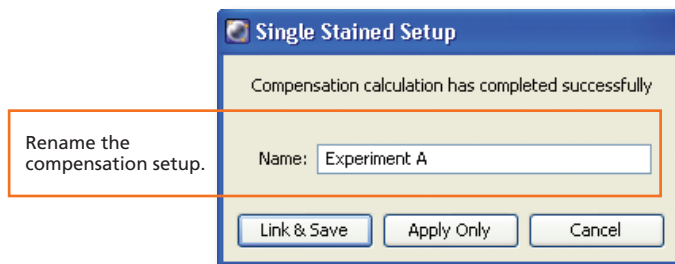 Single Stained Setup
Compensation calculation has completed successfully
Rename the
compensation setup.
Name: Experiment A
Link & Save Apply Only Cancel